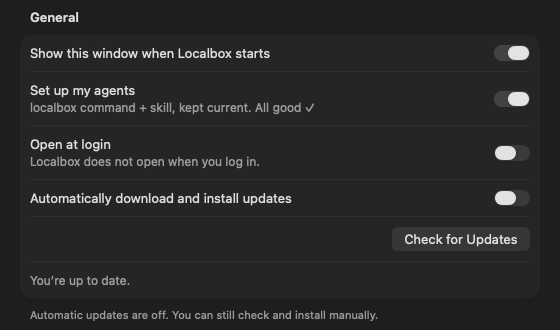 General
Show this window when Localbox starts
Set up my agents
localbox command + skill, kept current. All good ✓
Open at login
Localbox does not open when you log in.
Automatically download and install updates
Check for Updates
You’re up to date.
Automatic updates are off. You can still check and install manually.